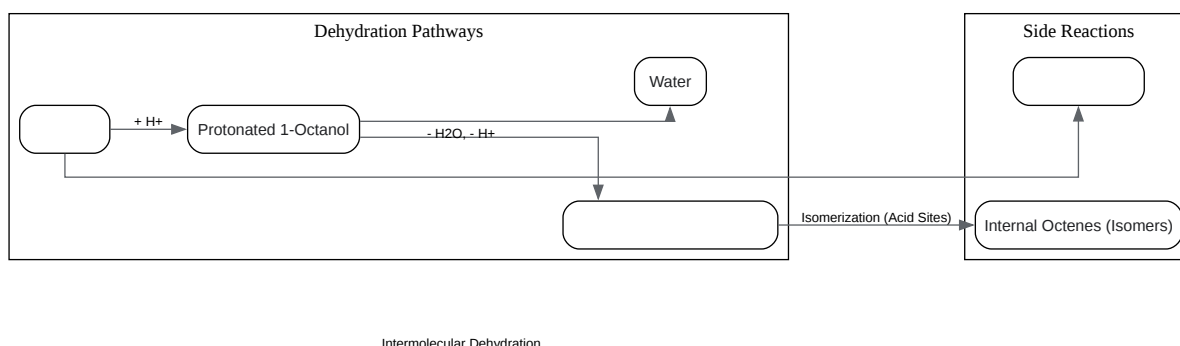 Dehydration Pathways
Side Reactions
Water
+ H+
Protonated 1-Octanol
- H2O, - H+
Isomerization (Acid Sites)
Internal Octenes (Isomers)
Intermolecular Dehydration